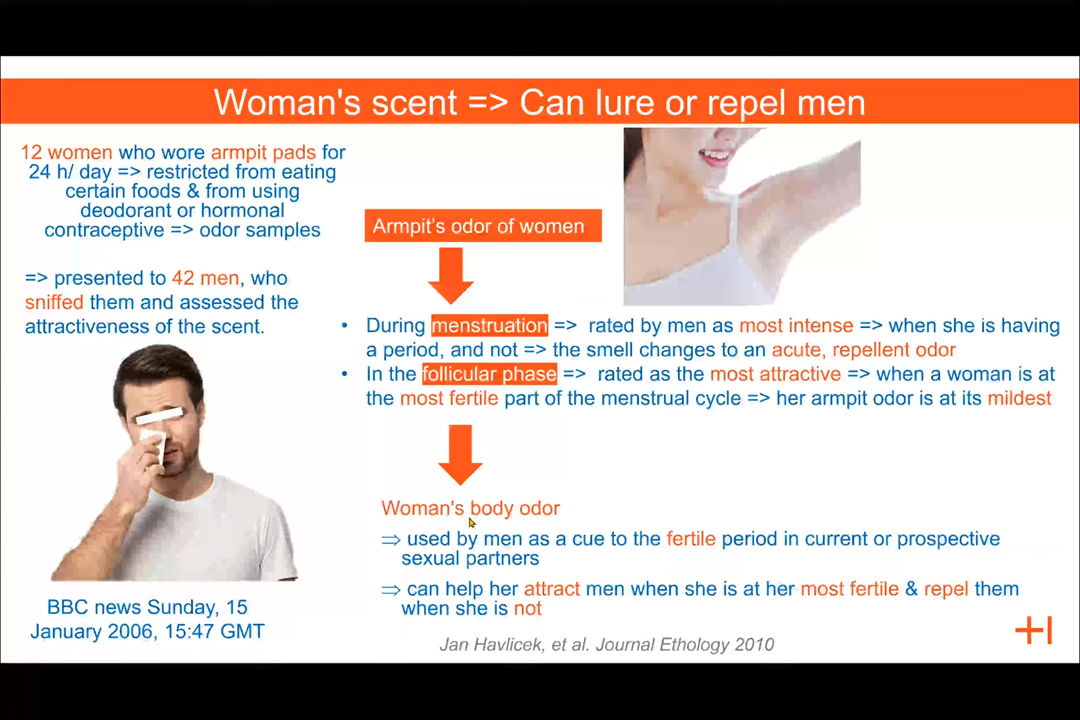 Woman's scent => Can lure or repel men
12 women who wore armpit pads for
24 h/ day => restricted from eating
certain foods & from using
deodorant or hormonal
contraceptive => odor samples
=> presented to 42 men, who
sniffed them and assessed the
attractiveness of the scent.
BBC news Sunday, 15
January 2006, 15:47 GMT
Armpit's odor of women
• During menstruation => rated by men as most intense => when she is having
a period, and not => the smell changes to an acute, repellent odor
• In the follicular phase => rated as the most attractive => when a woman is at
the most fertile part of the menstrual cycle => her armpit odor is at its mildest
Woman's body odor
⇒ used by men as a cue to the fertile period in current or prospective
sexual partners
⇒ can help her attract men when she is at her most fertile & repel them
when she is not
Jan Havlicek, et al. Journal Ethology 2010